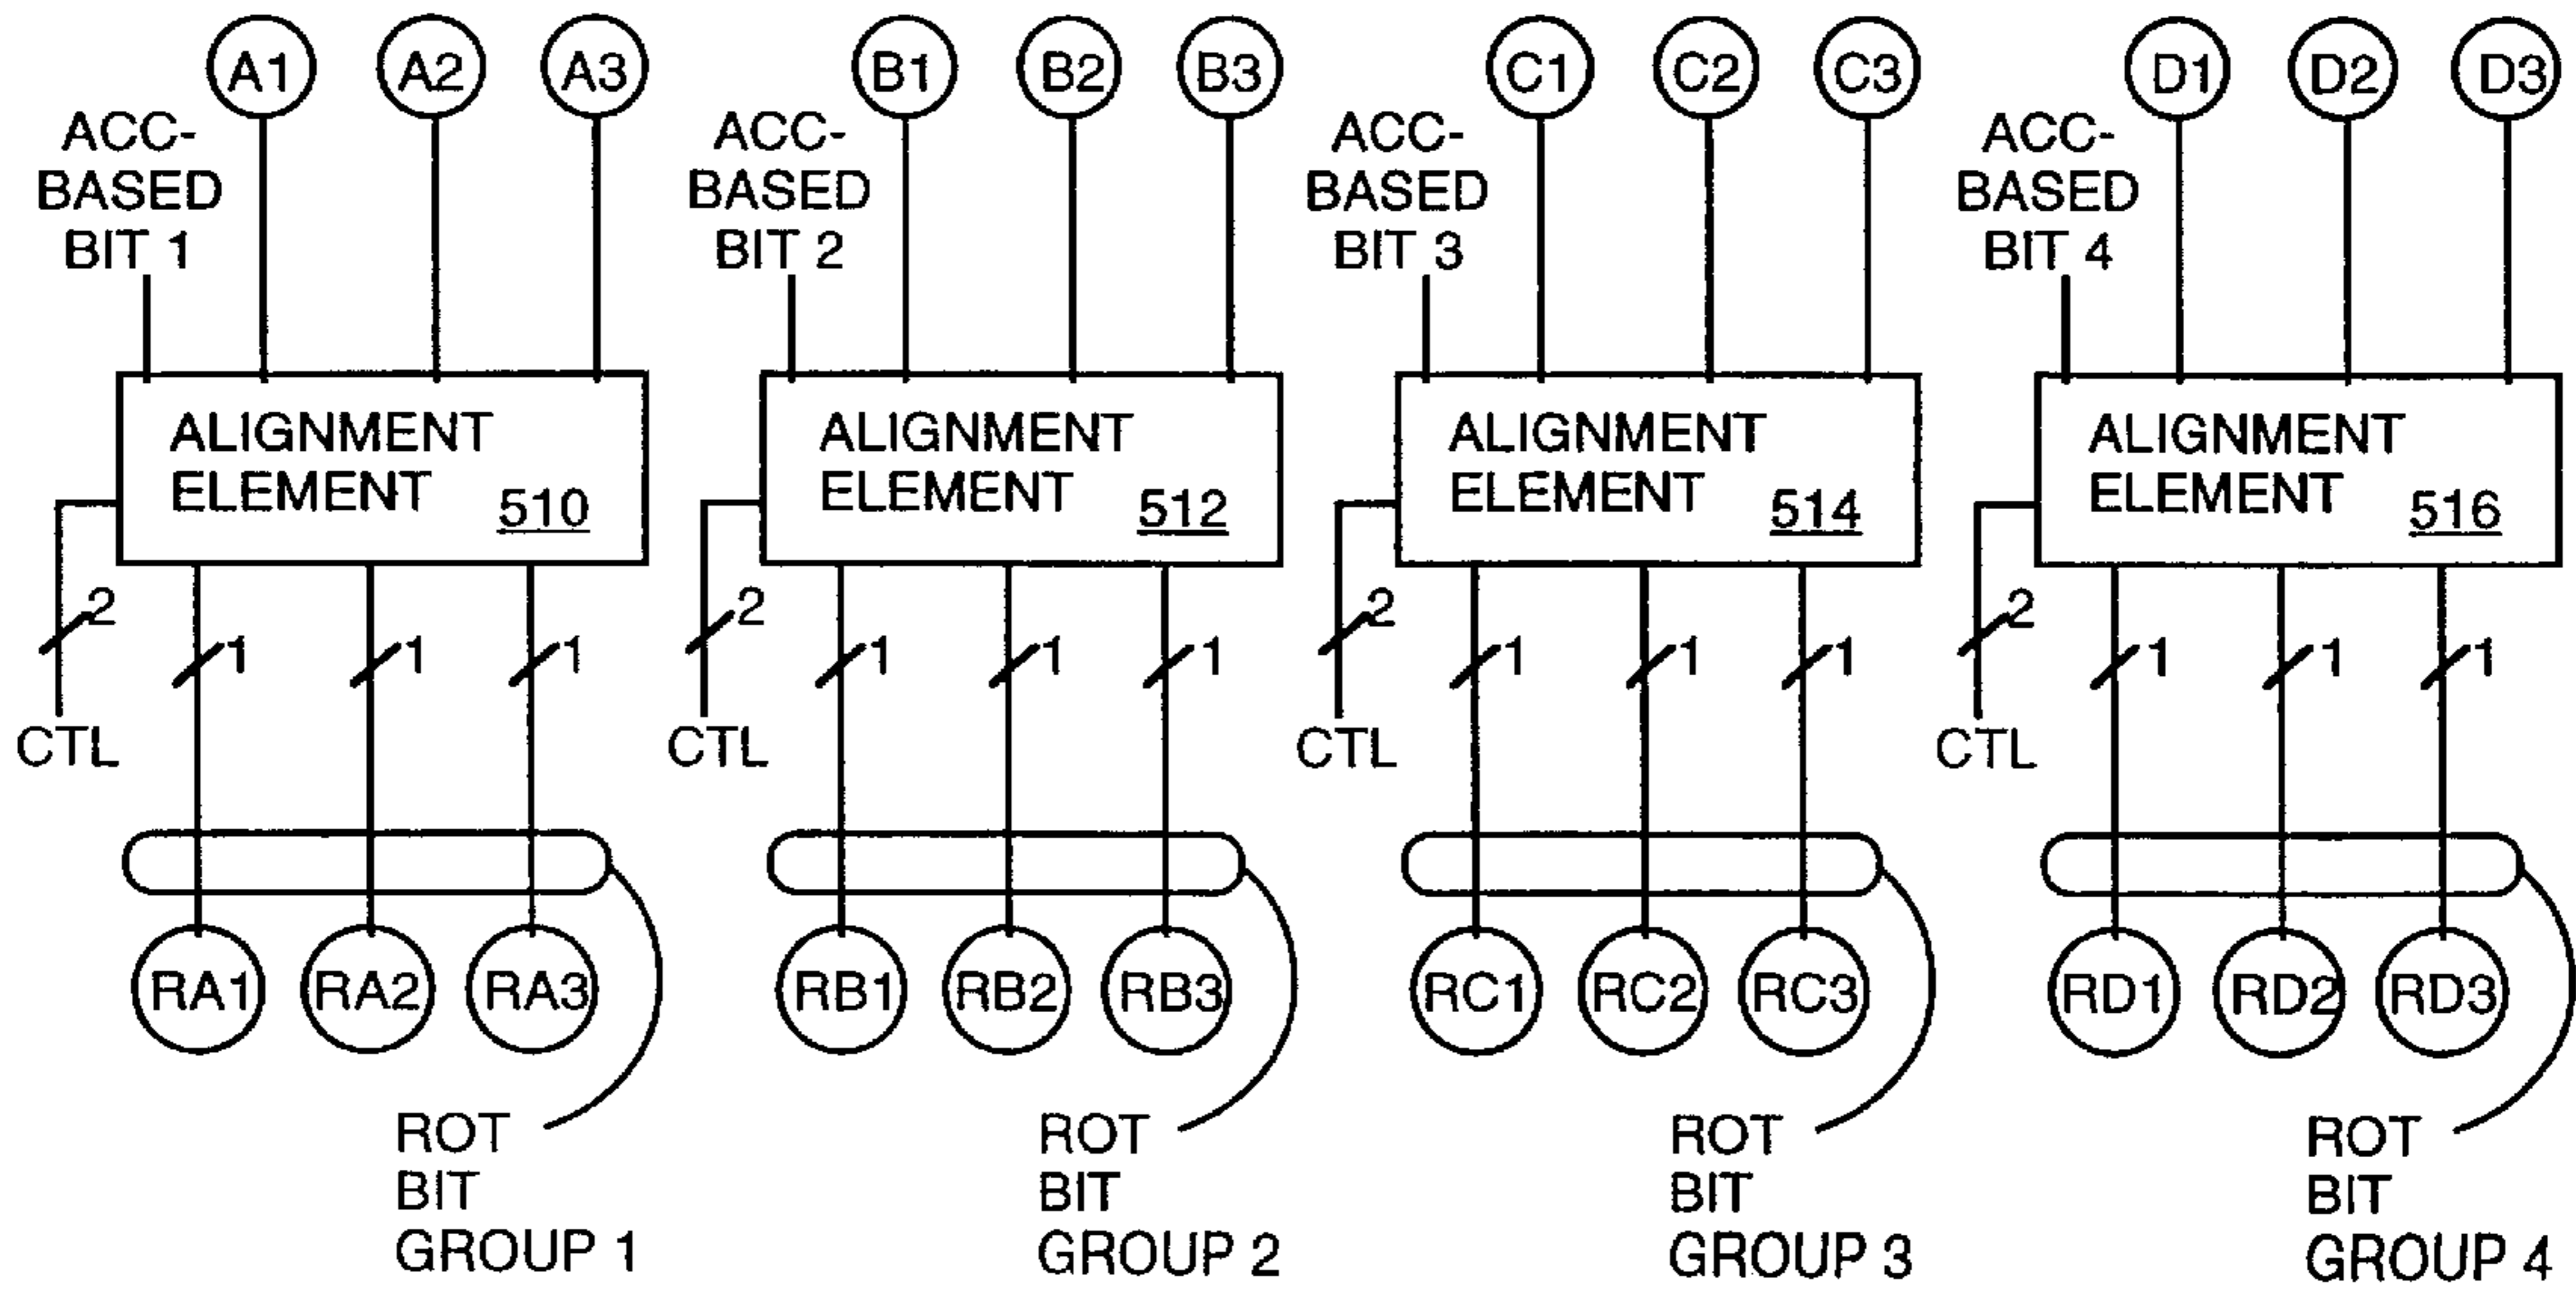 A1 A2 A3 B1 B2 B3 C1 C2 C3 D1 D2 D3
ACC-
BASED
BIT 1
ACC-
BASED
BIT 2
ACC-
BASED
BIT 3
ACC-
BASED
BIT 4
ALIGNMENT
ELEMENT 510
ALIGNMENT
ELEMENT 512
ALIGNMENT
ELEMENT 514
ALIGNMENT
ELEMENT 516
2 1 1 1 2 1 1 1 2 1 1 1 2 1 1 1
CTL CTL CTL CTL
RA1 RA2 RA3 RB1 RB2 RB3 RC1 RC2 RC3 RD1 RD2 RD3
ROT
BIT
GROUP 1
ROT
BIT
GROUP 2
ROT
BIT
GROUP 3
ROT
BIT
GROUP 4